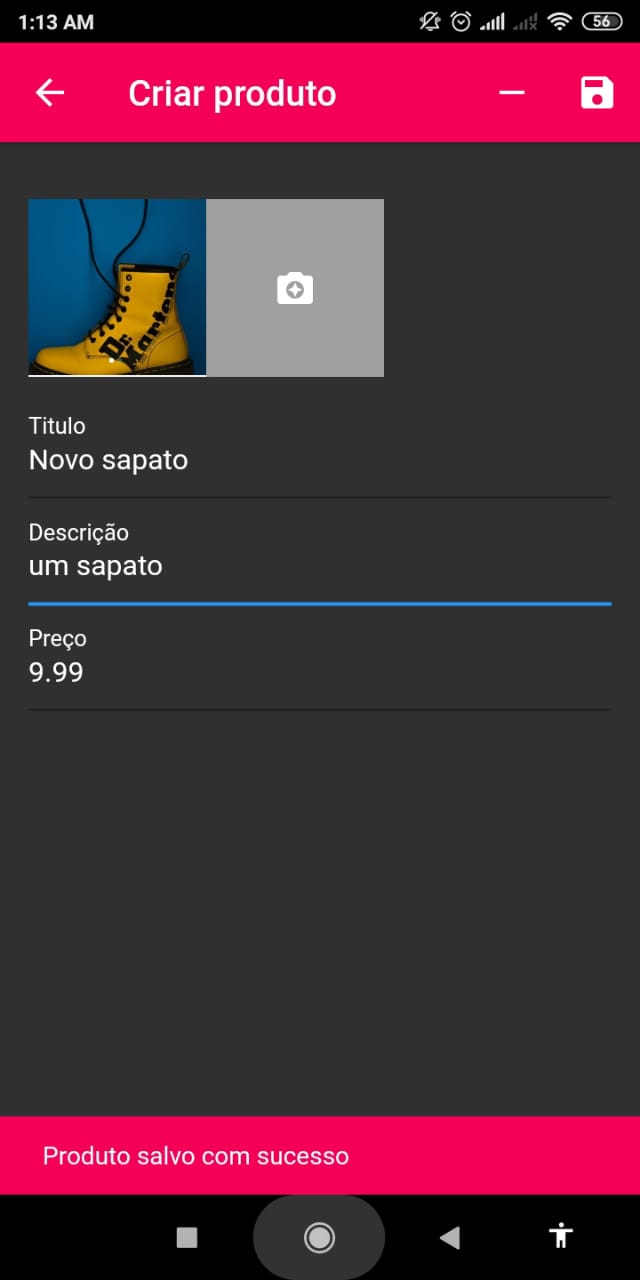 1:13 AM
56
Criar produto
Dr.
Martens
Titulo
Novo sapato
Descrição
um sapato
Preço
9.99
Produto salvo com sucesso